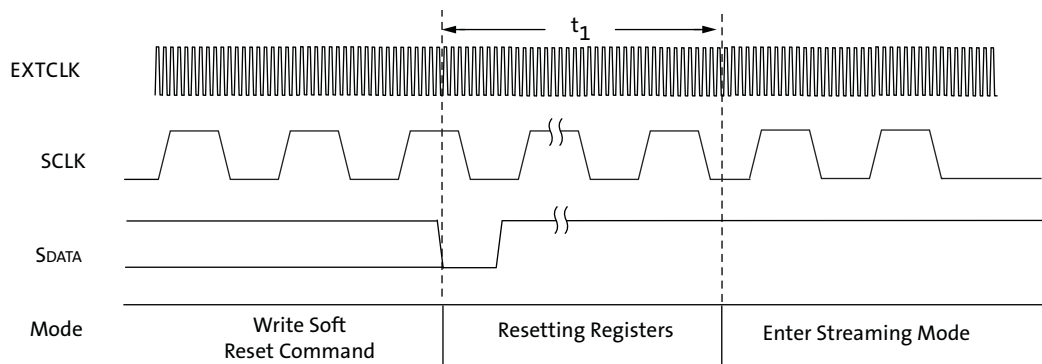 t1
EXTCLK
SCLK
SDATA
Mode
Write Soft
Reset Command
Resetting Registers
Enter Streaming Mode